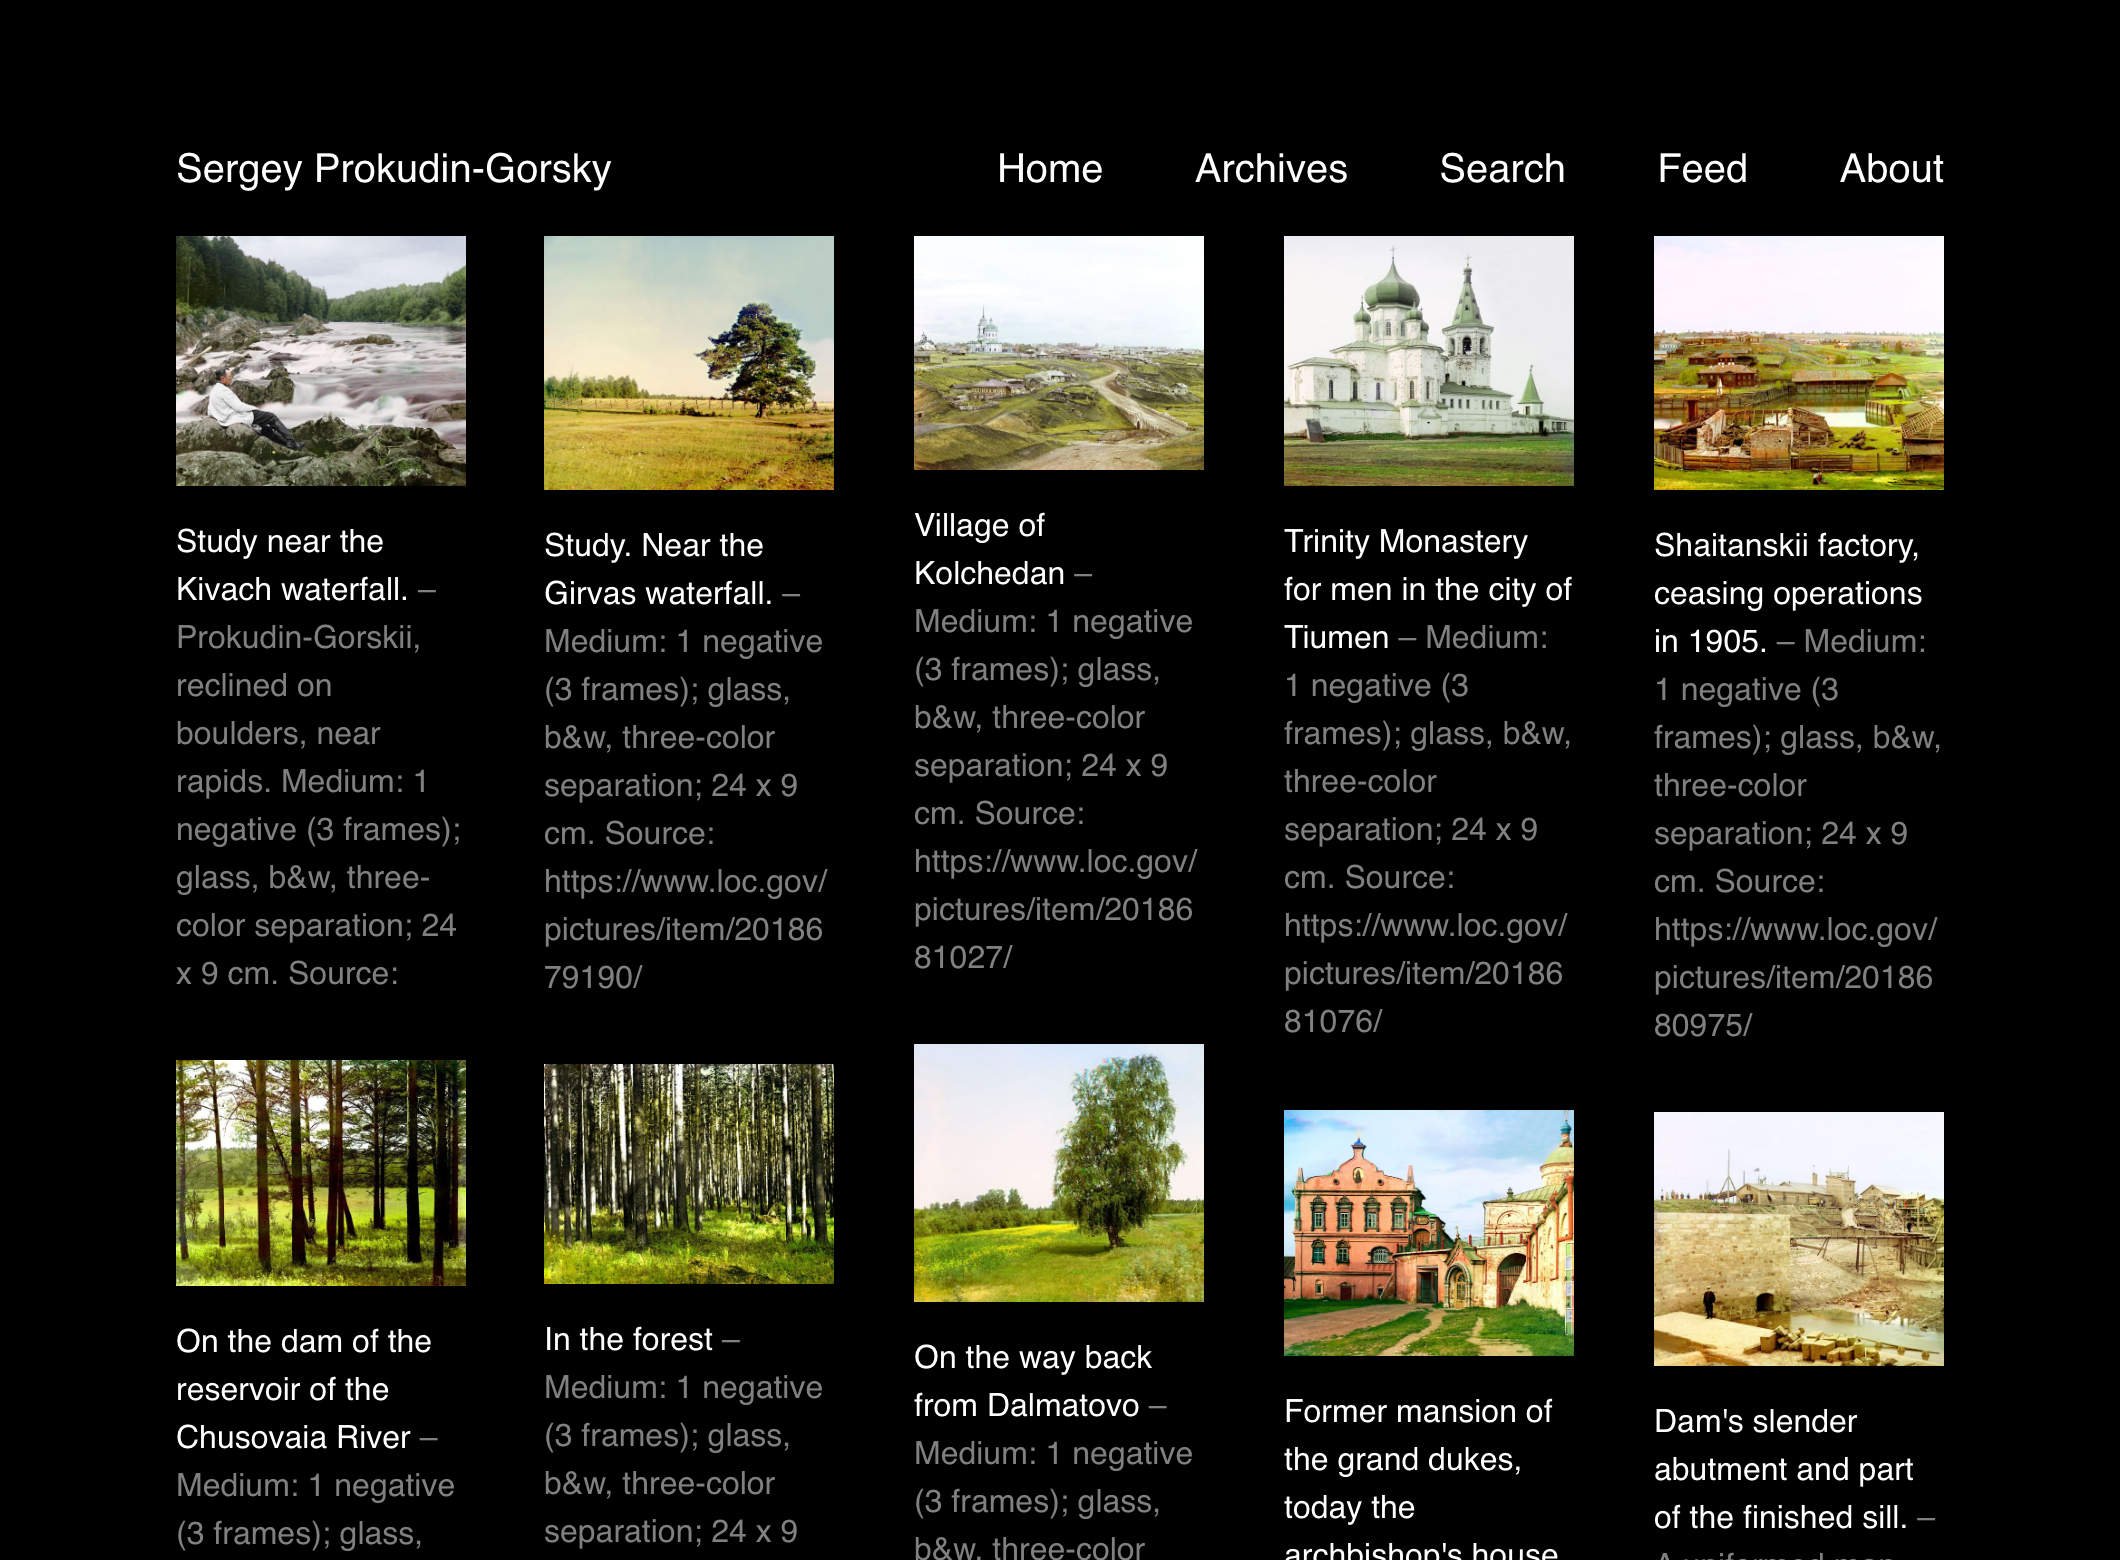 Sergey Prokudin-Gorsky
Home
Archives
Search
Feed
About
Study near the
Kivach waterfall. –
Prokudin-Gorskii,
reclined on
boulders, near
rapids. Medium: 1
negative (3 frames);
glass, b&w, three-
color separation; 24
x 9 cm. Source:
Study. Near the
Girvas waterfall. –
Medium: 1 negative
(3 frames); glass,
b&w, three-color
separation; 24 x 9
cm. Source:
https://www.loc.gov/
pictures/item/20186
79190/
Village of
Kolchedan –
Medium: 1 negative
(3 frames); glass,
b&w, three-color
separation; 24 x 9
cm. Source:
https://www.loc.gov/
pictures/item/20186
81027/
Trinity Monastery
for men in the city of
Tiumen – Medium:
1 negative (3
frames); glass, b&w,
three-color
separation; 24 x 9
cm. Source:
https://www.loc.gov/
pictures/item/20186
81076/
Shaitanskii factory,
ceasing operations
in 1905. – Medium:
1 negative (3
frames); glass, b&w,
three-color
separation; 24 x 9
cm. Source:
https://www.loc.gov/
pictures/item/20186
80975/
On the dam of the
reservoir of the
Chusovaia River –
Medium: 1 negative
(3 frames); glass,
In the forest –
Medium: 1 negative
(3 frames); glass,
b&w, three-color
separation; 24 x 9
On the way back
from Dalmatovo –
Medium: 1 negative
(3 frames); glass,
b&w, three-color
Former mansion of
the grand dukes,
today the
archbishop's house
Dam's slender
abutment and part
of the finished sill. –
A uniformed man